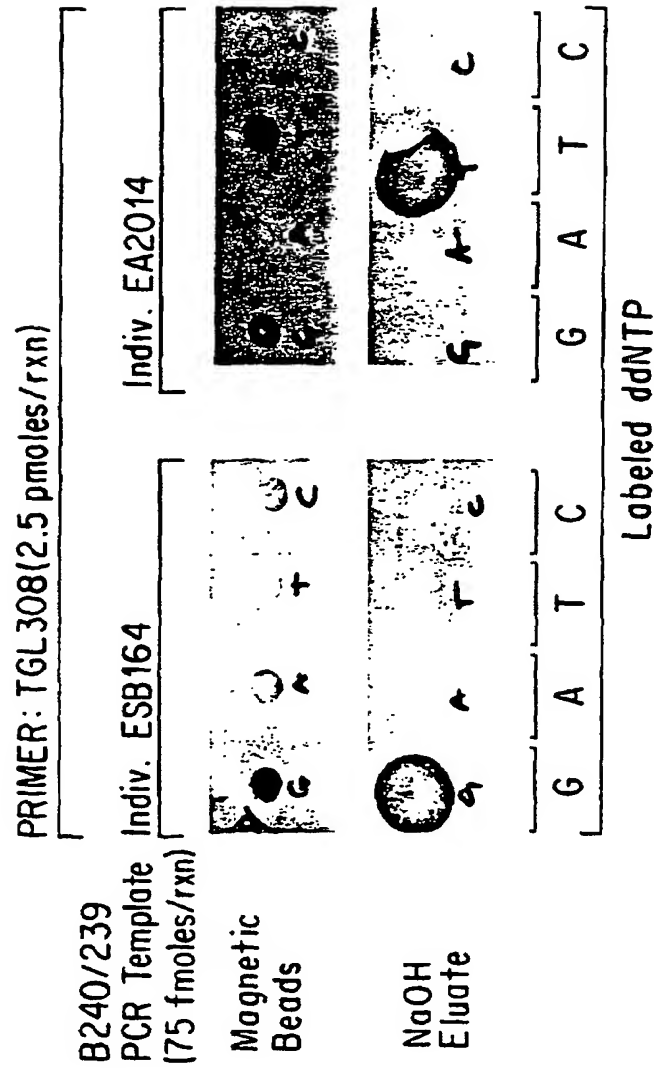 PRIMER: TGL308(2.5 pmoles/rxn)
B240/239
PCR Template
(75 fmoles/rxn)
Indiv. ESB164
Indiv. EA2014
Magnetic
Beads
G A T C
G A T C
NaOH
Eluate
G A T C
G A T C
G A T C
G A T C
Labeled ddNTP